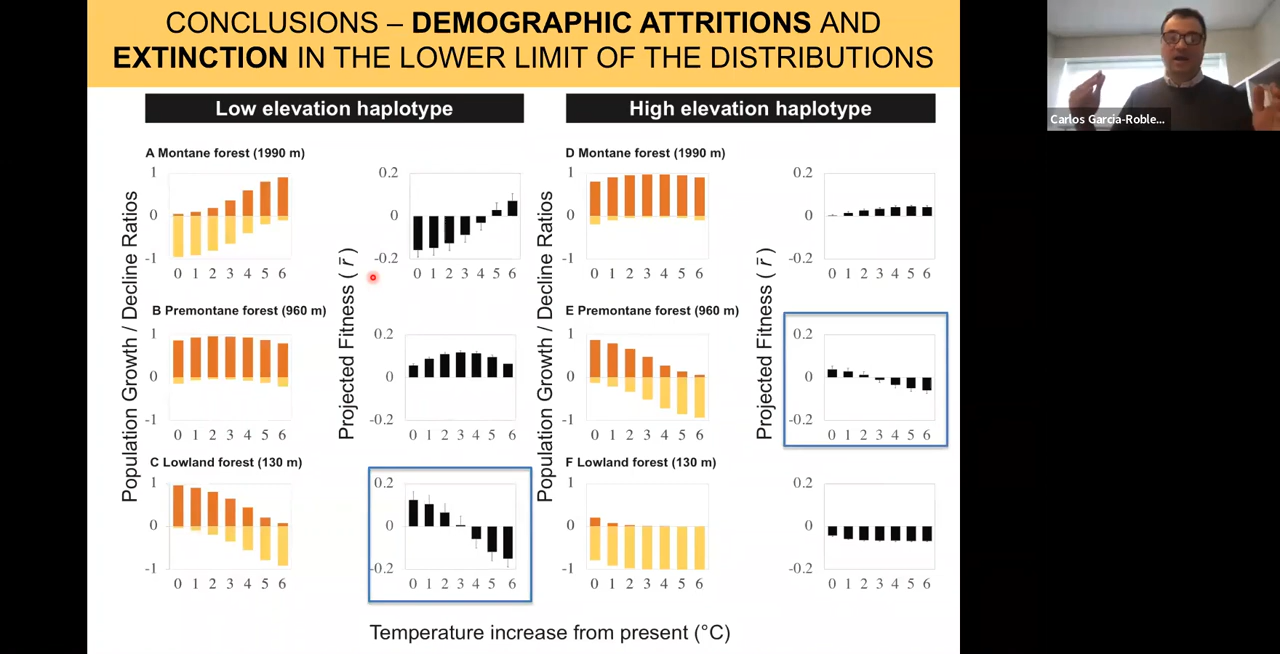 CONCLUSIONS – DEMOGRAPHIC ATTRITIONS AND
EXTINCTION IN THE LOWER LIMIT OF THE DISTRIBUTIONS
Carlos Garcia-Roble...
Low elevation haplotype
High elevation haplotype
Population Growth / Decline Ratios
A Montane forest (1990 m)
1
0
-1
0 1 2 3 4 5 6
B Premontane forest (960 m)
1
0
-1
0 1 2 3 4 5 6
C Lowland forest (130 m)
1
0
-1
0 1 2 3 4 5 6
Projected Fitness ( r̄ )
0.2
0
-0.2
0 1 2 3 4 5 6
0.2
0
-0.2
0 1 2 3 4 5 6
0.2
0
-0.2
0 1 2 3 4 5 6
Population Growth / Decline Ratios
D Montane forest (1990 m)
1
0
-1
0 1 2 3 4 5 6
E Premontane forest (960 m)
1
0
-1
0 1 2 3 4 5 6
F Lowland forest (130 m)
1
0
-1
0 1 2 3 4 5 6
Projected Fitness ( r̄ )
0.2
0
-0.2
0 1 2 3 4 5 6
0.2
0
-0.2
0 1 2 3 4 5 6
0.2
0
-0.2
0 1 2 3 4 5 6
Temperature increase from present (°C)